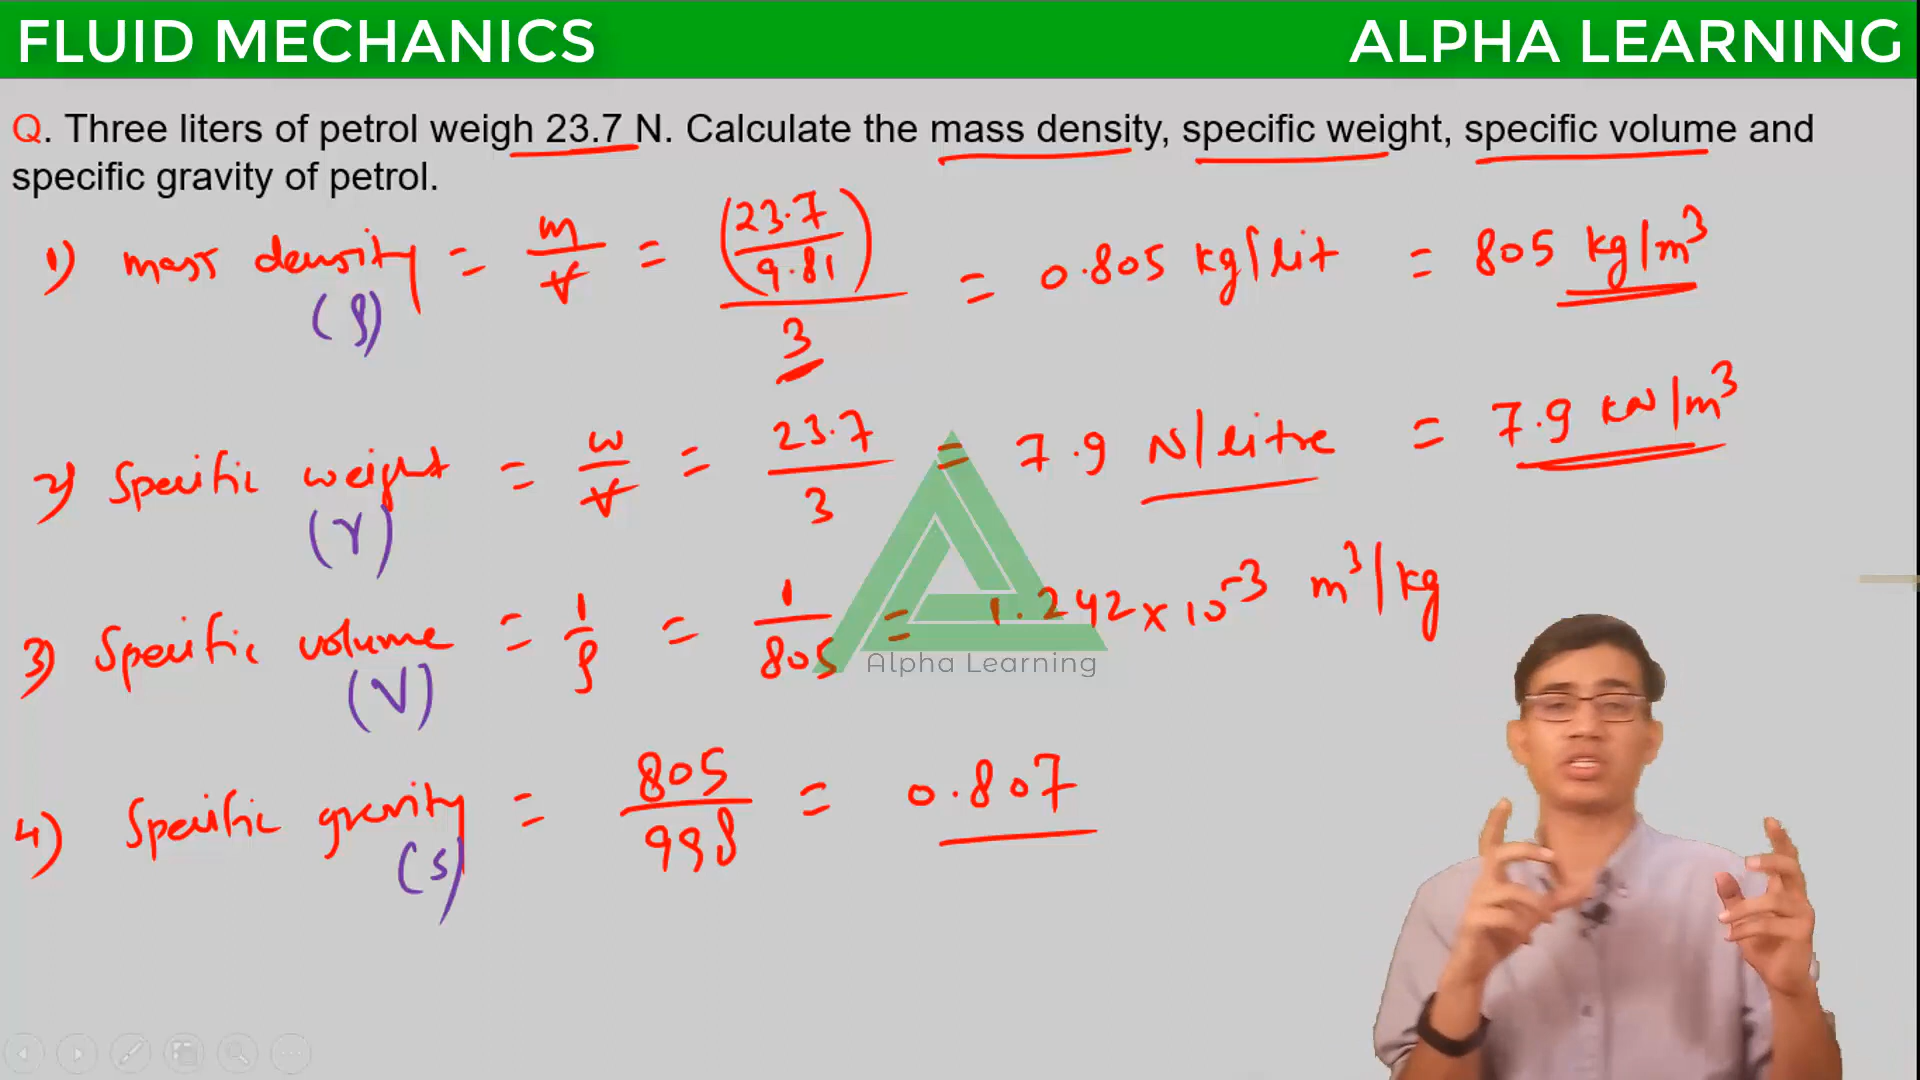 FLUID MECHANICS
ALPHA LEARNING
Q. Three liters of petrol weigh 23.7 N. Calculate the mass density, specific weight, specific volume and
specific gravity of petrol.
1) mass density (ρ) = m/V = (23.7/9.81)/3 = 0.805 kg/lit = 805 kg/m³
2) Specific weight (γ) = w/V = 23.7/3 = 7.9 N/litre = 7.9 kN/m³
3) Specific volume (V) = 1/ρ = 1/805 = 1.242 × 10⁻³ m³/kg
Alpha Learning
4) Specific gravity (S) = 805/998 = 0.807